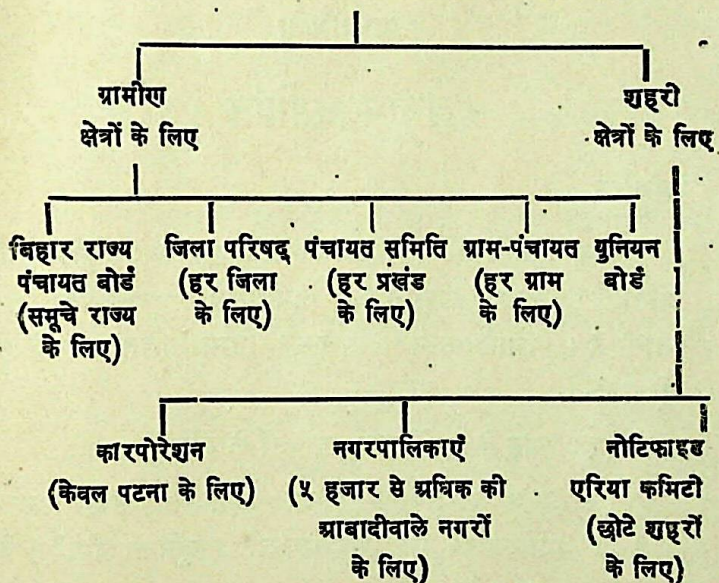 ग्रामीण
क्षेत्रों के लिए
शहरी
क्षेत्रों के लिए
बिहार राज्य
पंचायत बोर्ड
(समूचे राज्य
के लिए)
जिला परिषद्
(हर जिला
के लिए)
पंचायत समिति
(हर प्रखंड
के लिए)
ग्राम-पंचायत
(हर ग्राम
के लिए)
युनियन
बोर्ड
कारपोरेशन
(केवल पटना के लिए)
नगरपालिकाएँ
(५ हजार से अधिक की
आबादीवाले नगरों
के लिए)
नोटिफाइड
एरिया कमिटी
(छोटे शहरों
के लिए)